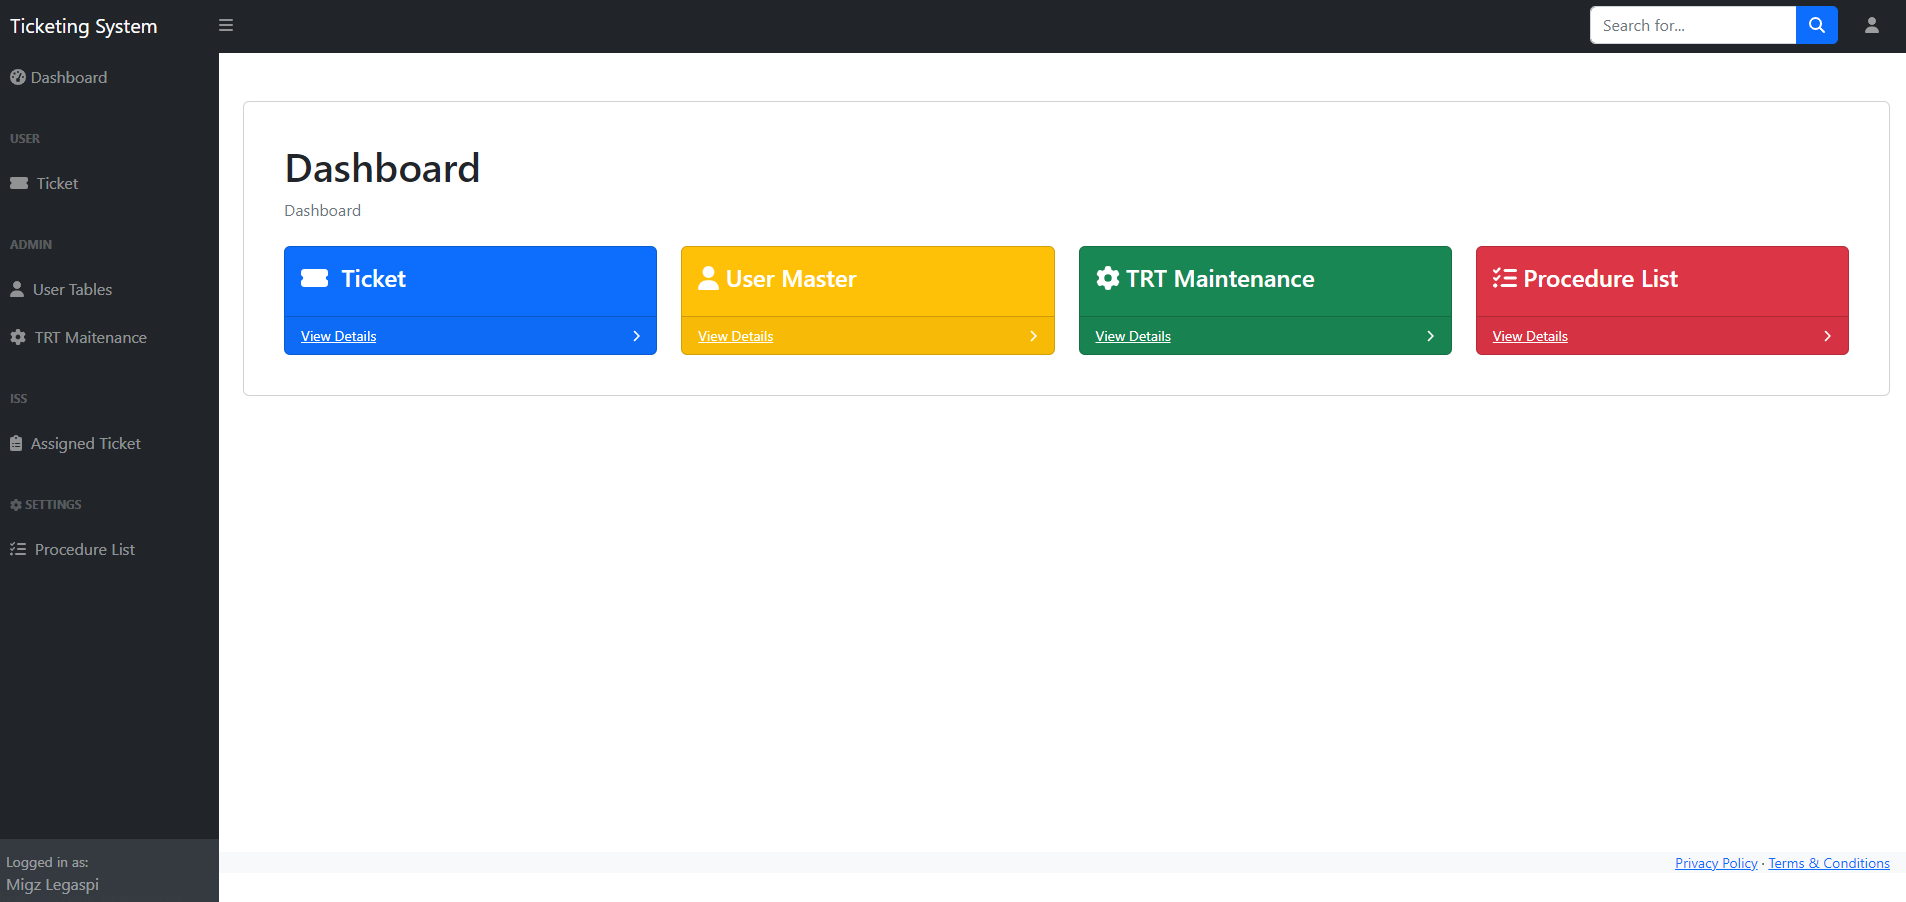 Ticketing System
Search for...
Dashboard
USER
Ticket
ADMIN
User Tables
TRT Maitenance
ISS
Assigned Ticket
SETTINGS
Procedure List
Logged in as:
Migz Legaspi
Dashboard
Dashboard
Ticket
View Details
User Master
View Details
TRT Maintenance
View Details
Procedure List
View Details
Privacy Policy · Terms & Conditions